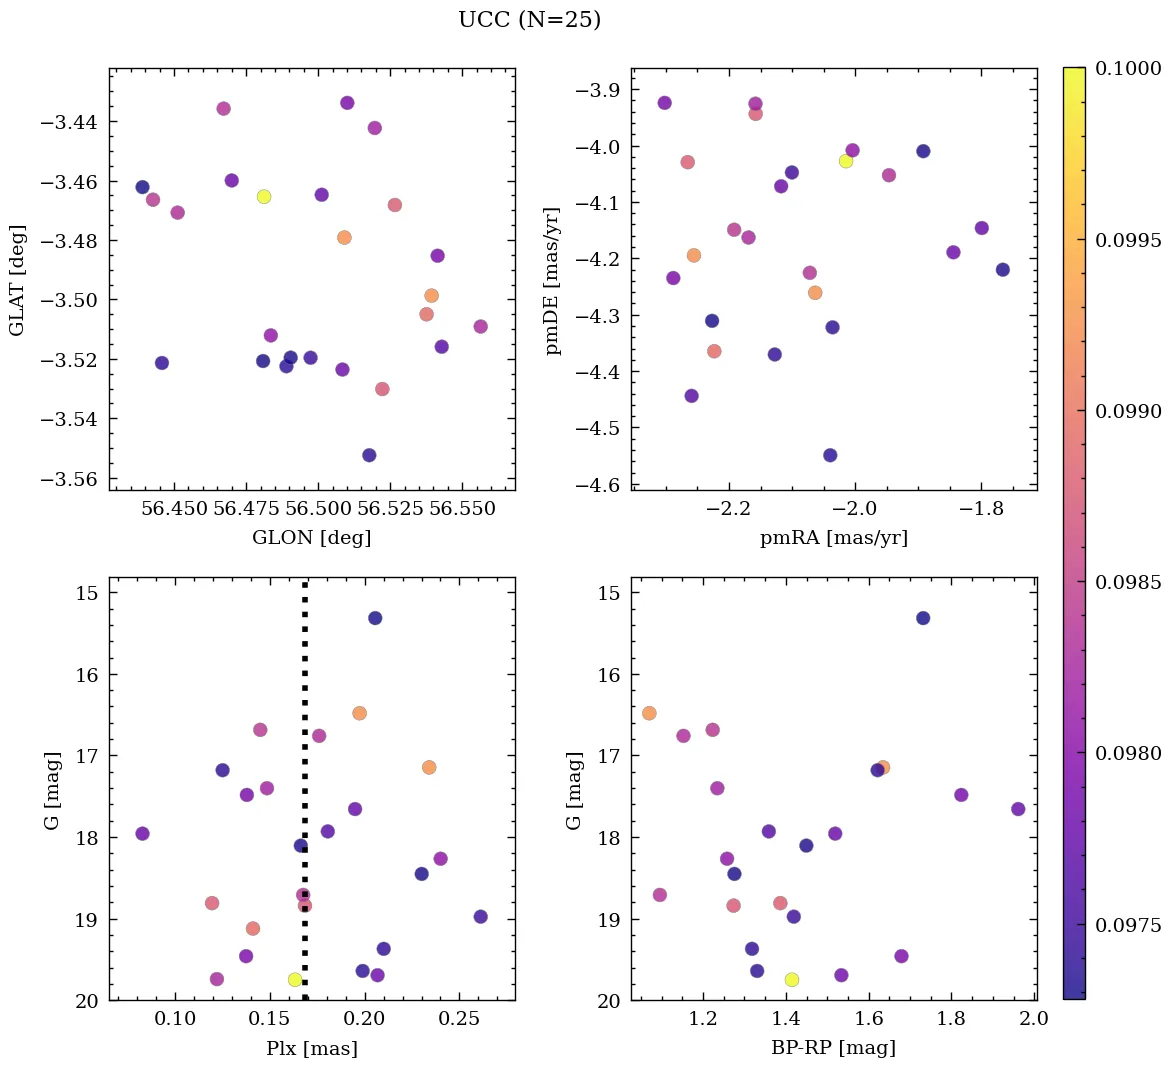 UCC (N=25)
−3.44
−3.46
−3.48
−3.50
−3.52
−3.54
−3.56
GLAT [deg]
56.450 56.475 56.500 56.525 56.550
GLON [deg]
−3.9
−4.0
−4.1
−4.2
−4.3
−4.4
−4.5
−4.6
pmDE [mas/yr]
−2.2 −2.0 −1.8
pmRA [mas/yr]
15
16
17
18
19
20
G [mag]
0.10 0.15 0.20 0.25
Plx [mas]
15
16
17
18
19
20
G [mag]
1.2 1.4 1.6 1.8 2.0
BP-RP [mag]
0.1000
0.0995
0.0990
0.0985
0.0980
0.0975